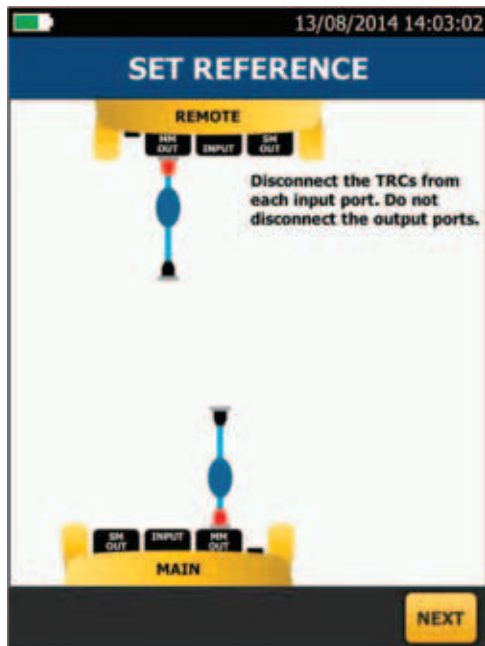 13/08/2014 14:03:02
SET REFERENCE
REMOTE
MM OUT
INPUT
SM OUT
Disconnect the TRCs from
each input port. Do not
disconnect the output ports.
SM OUT
INPUT
MM OUT
MAIN
NEXT